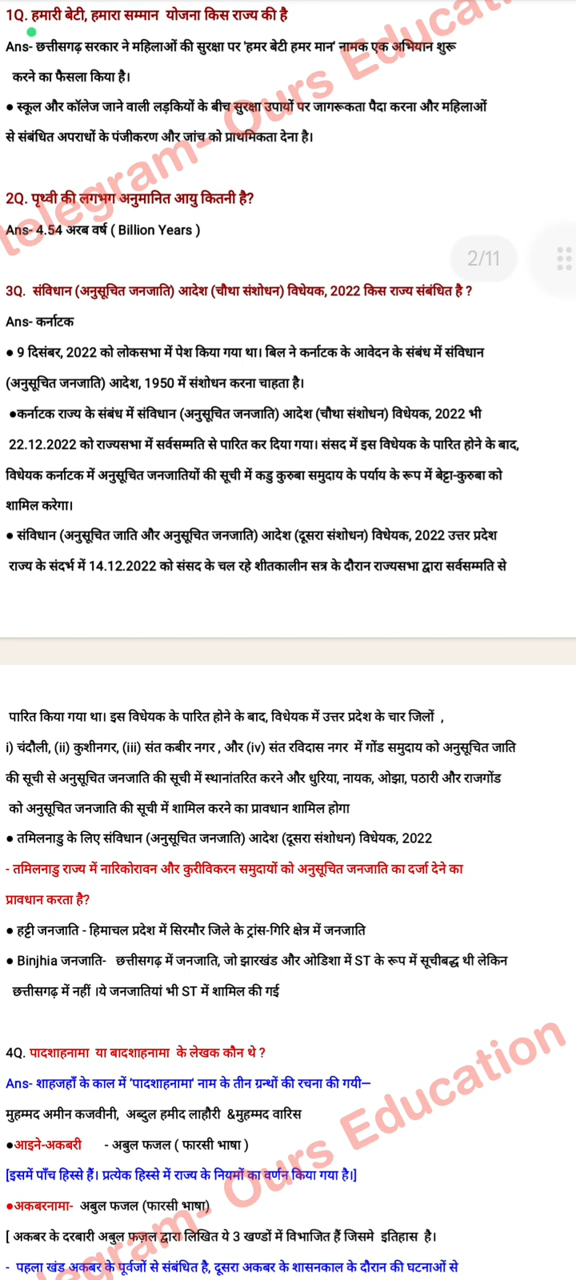 1Q. हमारी बेटी, हमारा सम्मान योजना किस राज्य की है
Ans- छत्तीसगढ़ सरकार ने महिलाओं की सुरक्षा पर 'हमर बेटी हमर मान' नामक एक अभियान शुरू
करने का फैसला किया है।
● स्कूल और कॉलेज जाने वाली लड़कियों के बीच सुरक्षा उपायों पर जागरूकता पैदा करना और महिलाओं
से संबंधित अपराधों के पंजीकरण और जांच को प्राथमिकता देना है।
2Q. पृथ्वी की लगभग अनुमानित आयु कितनी है?
Ans- 4.54 अरब वर्ष ( Billion Years )
2/11
3Q. संविधान (अनुसूचित जनजाति) आदेश (चौथा संशोधन) विधेयक, 2022 किस राज्य संबंधित है ?
Ans- कर्नाटक
● 9 दिसंबर, 2022 को लोकसभा में पेश किया गया था। बिल ने कर्नाटक के आवेदन के संबंध में संविधान
(अनुसूचित जनजाति) आदेश, 1950 में संशोधन करना चाहता है।
●कर्नाटक राज्य के संबंध में संविधान (अनुसूचित जनजाति) आदेश (चौथा संशोधन) विधेयक, 2022 भी
22.12.2022 को राज्यसभा में सर्वसम्मति से पारित कर दिया गया। संसद में इस विधेयक के पारित होने के बाद,
विधेयक कर्नाटक में अनुसूचित जनजातियों की सूची में कडु कुरुबा समुदाय के पर्याय के रूप में बेट्टा-कुरुबा को
शामिल करेगा।
● संविधान (अनुसूचित जाति और अनुसूचित जनजाति) आदेश (दूसरा संशोधन) विधेयक, 2022 उत्तर प्रदेश
राज्य के संदर्भ में 14.12.2022 को संसद के चल रहे शीतकालीन सत्र के दौरान राज्यसभा द्वारा सर्वसम्मति से
पारित किया गया था। इस विधेयक के पारित होने के बाद, विधेयक में उत्तर प्रदेश के चार जिलों ,
i) चंदौली, (ii) कुशीनगर, (iii) संत कबीर नगर , और (iv) संत रविदास नगर में गोंड समुदाय को अनुसूचित जाति
की सूची से अनुसूचित जनजाति की सूची में स्थानांतरित करने और धुरिया, नायक, ओझा, पठारी और राजगोंड
को अनुसूचित जनजाति की सूची में शामिल करने का प्रावधान शामिल होगा
● तमिलनाडु के लिए संविधान (अनुसूचित जनजाति) आदेश (दूसरा संशोधन) विधेयक, 2022
- तमिलनाडु राज्य में नारिकोरावन और कुरीविकरन समुदायों को अनुसूचित जनजाति का दर्जा देने का
प्रावधान करता है?
● हट्टी जनजाति - हिमाचल प्रदेश में सिरमौर जिले के ट्रांस-गिरि क्षेत्र में जनजाति
● Binjhia जनजाति- छत्तीसगढ़ में जनजाति, जो झारखंड और ओडिशा में ST के रूप में सूचीबद्ध थी लेकिन
छत्तीसगढ़ में नहीं ।ये जनजातियां भी ST में शामिल की गई
4Q. पादशाहनामा या बादशाहनामा के लेखक कौन थे ?
Ans- शाहजहाँ के काल में 'पादशाहनामा' नाम के तीन ग्रन्थों की रचना की गयी—
मुहम्मद अमीन कजवीनी, अब्दुल हमीद लाहौरी &मुहम्मद वारिस
●आइने-अकबरी - अबुल फजल ( फारसी भाषा )
[इसमें पाँच हिस्से हैं। प्रत्येक हिस्से में राज्य के नियमों का वर्णन किया गया है।]
●अकबरनामा- अबुल फजल (फारसी भाषा)
[ अकबर के दरबारी अबुल फज़ल द्वारा लिखित ये 3 खण्डों में विभाजित हैं जिसमे इतिहास है।
- पहला खंड अकबर के पूर्वजों से संबंधित है, दूसरा अकबर के शासनकाल के दौरान की घटनाओं से
elegram- Ours Educa
egram- Ours Education